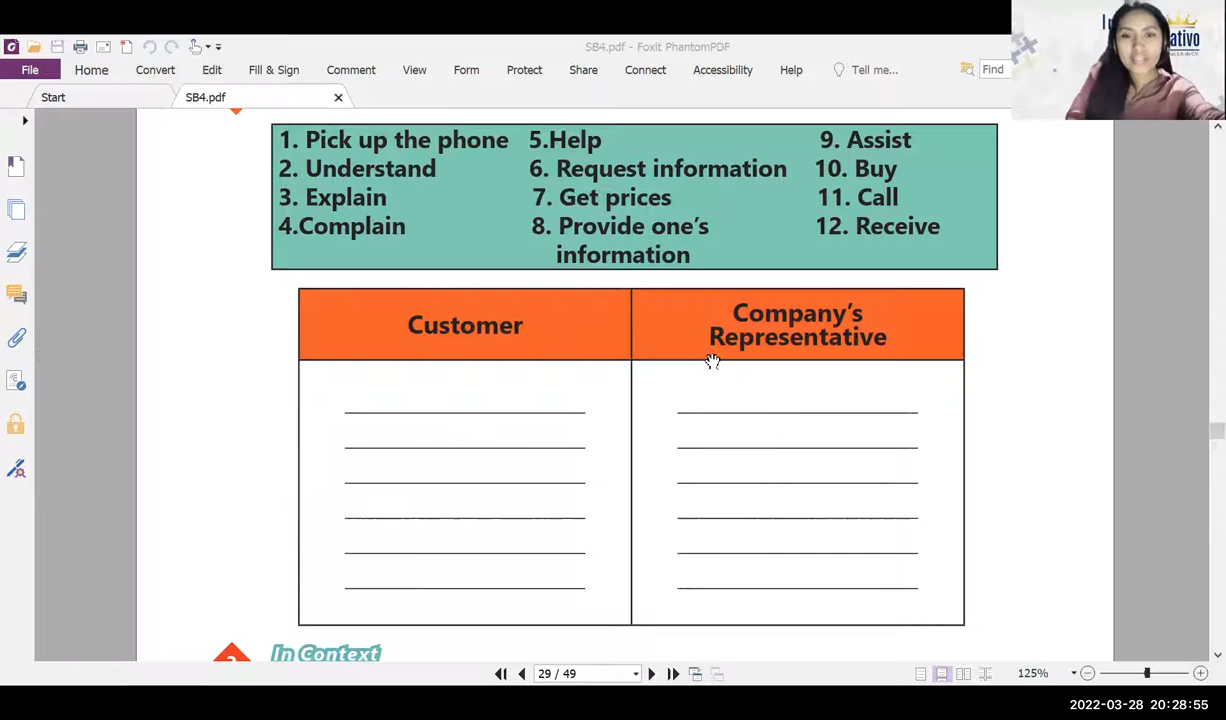 SB4.pdf - Foxit PhantomPDF
File Home Convert Edit Fill & Sign Comment View Form Protect Share Connect Accessibility Help Tell me... Find
Start SB4.pdf
1. Pick up the phone 5.Help 9. Assist
2. Understand 6. Request information 10. Buy
3. Explain 7. Get prices 11. Call
4.Complain 8. Provide one's 12. Receive
information
Customer Company's
Representative
In Context
29 / 49 125%
2022-03-28 20:28:55